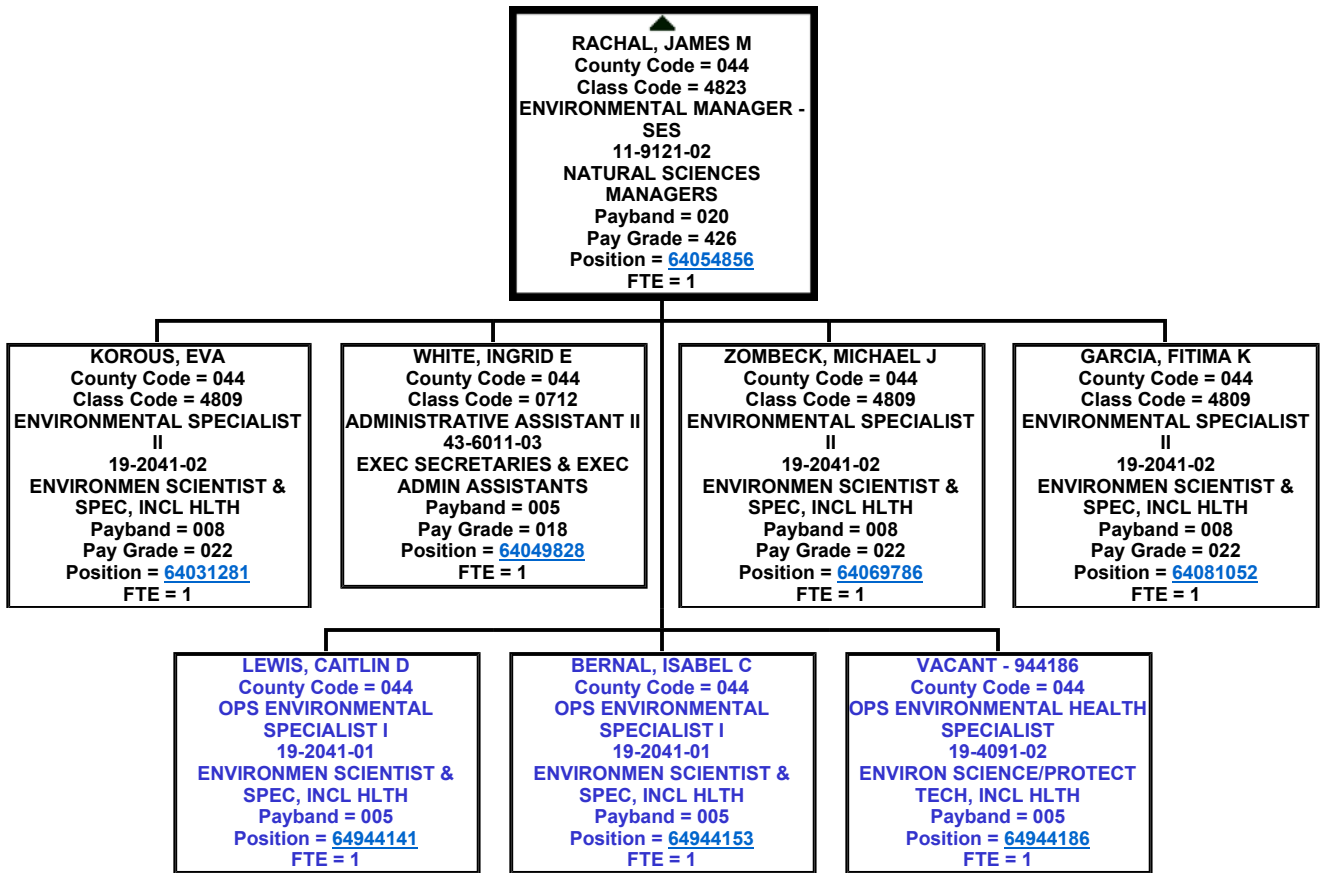 RACHAL, JAMES M
County Code = 044
Class Code = 4823
ENVIRONMENTAL MANAGER -
SES
11-9121-02
NATURAL SCIENCES
MANAGERS
Payband = 020
Pay Grade = 426
Position = 64054856
FTE = 1
KOROUS, EVA
County Code = 044
Class Code = 4809
ENVIRONMENTAL SPECIALIST
II
19-2041-02
ENVIRONMEN SCIENTIST &
SPEC, INCL HLTH
Payband = 008
Pay Grade = 022
Position = 64031281
FTE = 1
WHITE, INGRID E
County Code = 044
Class Code = 0712
ADMINISTRATIVE ASSISTANT II
43-6011-03
EXEC SECRETARIES & EXEC
ADMIN ASSISTANTS
Payband = 005
Pay Grade = 018
Position = 64049828
FTE = 1
ZOMBECK, MICHAEL J
County Code = 044
Class Code = 4809
ENVIRONMENTAL SPECIALIST
II
19-2041-02
ENVIRONMEN SCIENTIST &
SPEC, INCL HLTH
Payband = 008
Pay Grade = 022
Position = 64069786
FTE = 1
GARCIA, FITIMA K
County Code = 044
Class Code = 4809
ENVIRONMENTAL SPECIALIST
II
19-2041-02
ENVIRONMEN SCIENTIST &
SPEC, INCL HLTH
Payband = 008
Pay Grade = 022
Position = 64081052
FTE = 1
LEWIS, CAITLIN D
County Code = 044
OPS ENVIRONMENTAL
SPECIALIST I
19-2041-01
ENVIRONMEN SCIENTIST &
SPEC, INCL HLTH
Payband = 005
Position = 64944141
FTE = 1
BERNAL, ISABEL C
County Code = 044
OPS ENVIRONMENTAL
SPECIALIST I
19-2041-01
ENVIRONMEN SCIENTIST &
SPEC, INCL HLTH
Payband = 005
Position = 64944153
FTE = 1
VACANT - 944186
County Code = 044
OPS ENVIRONMENTAL HEALTH
SPECIALIST
19-4091-02
ENVIRON SCIENCE/PROTECT
TECH, INCL HLTH
Payband = 005
Position = 64944186
FTE = 1